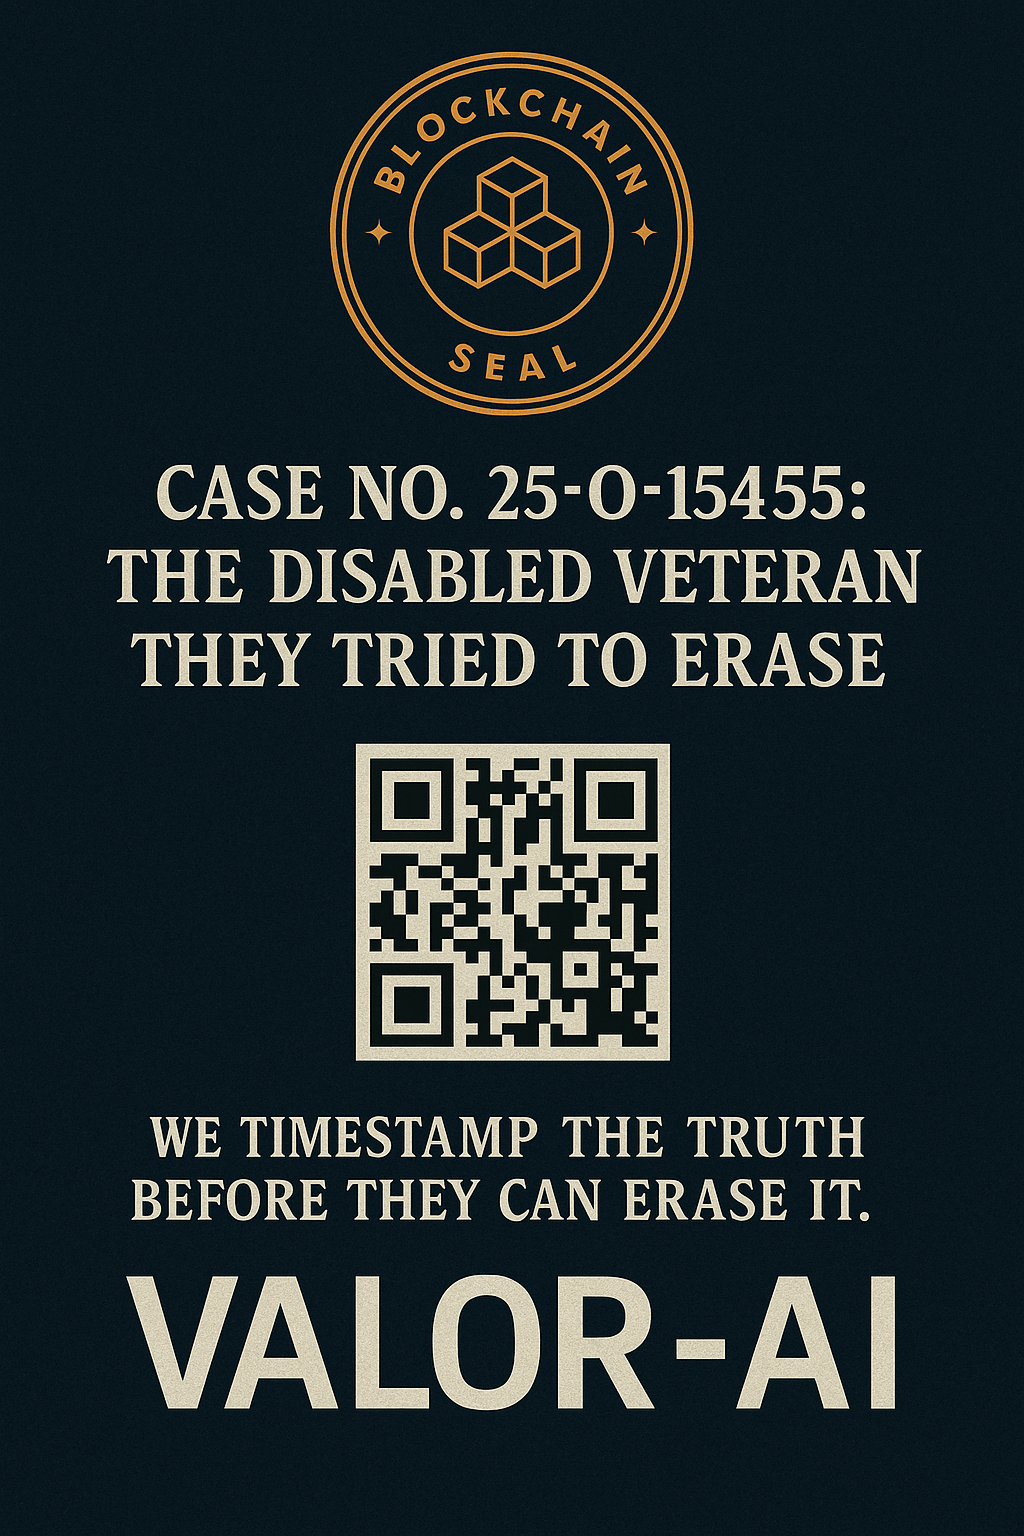 BLOCKCHAIN
SEAL
CASE NO. 25-O-15455:
THE DISABLED VETERAN
THEY TRIED TO ERASE
WE TIMESTAMP THE TRUTH
BEFORE THEY CAN ERASE IT.
VALOR-AI